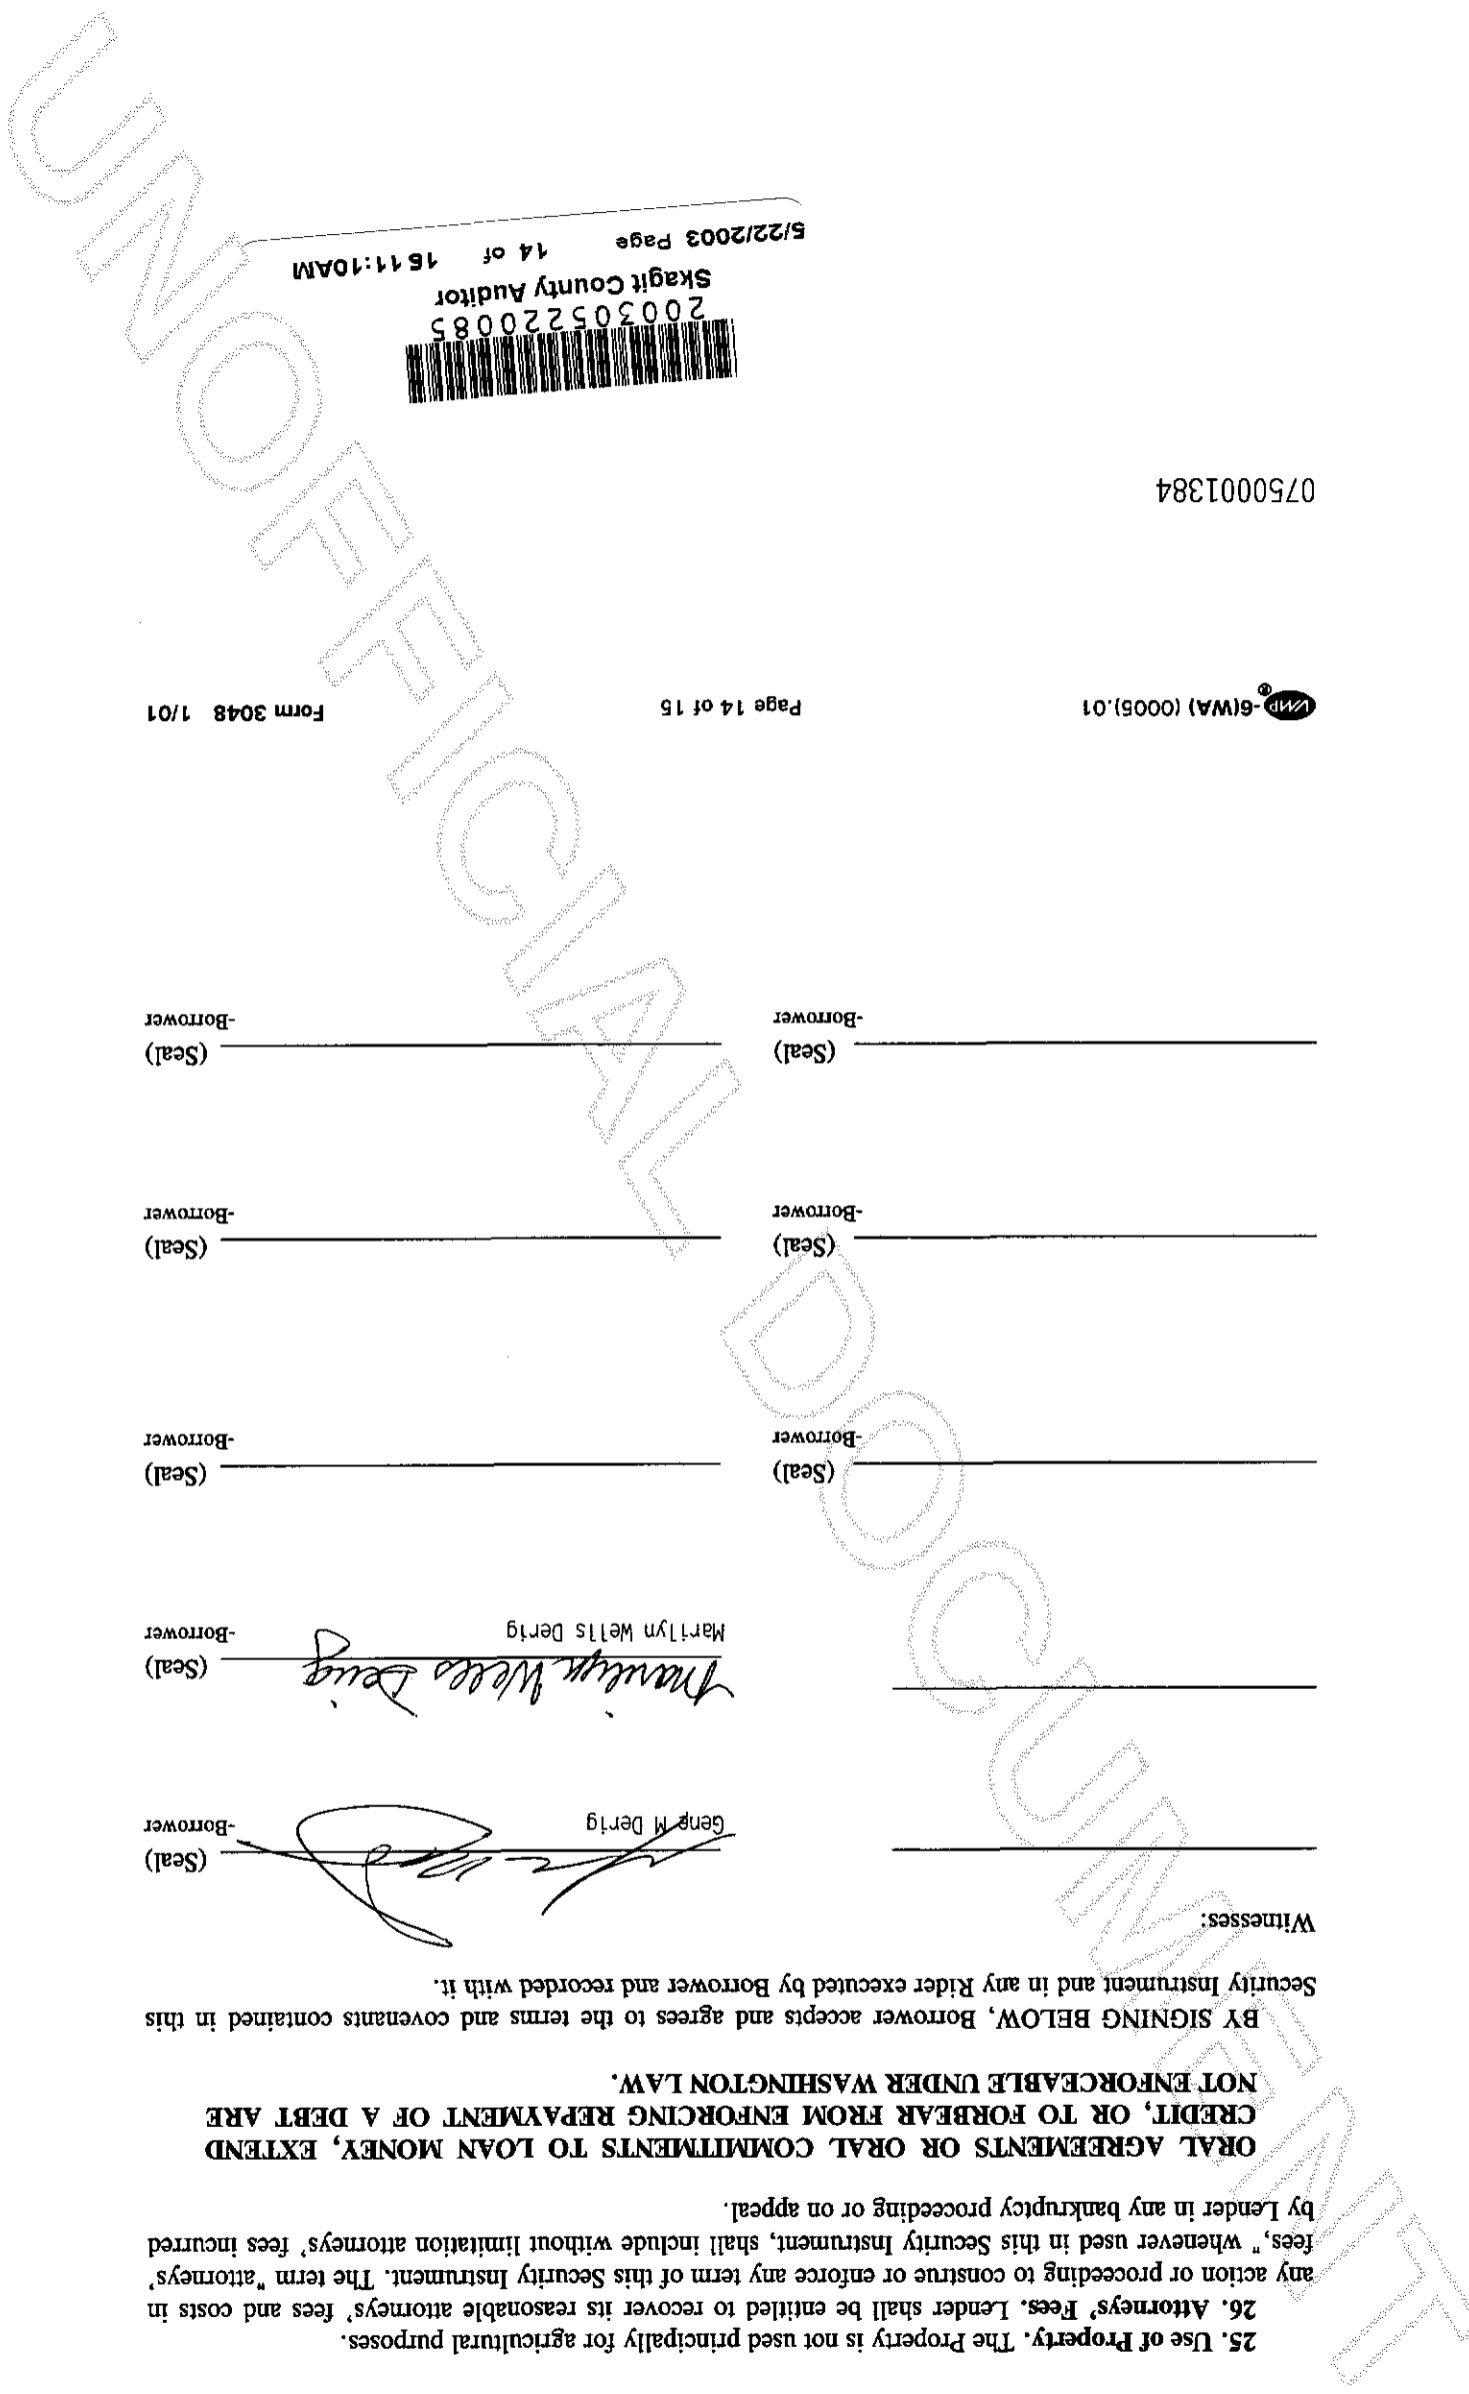 25. Use of Property. The Property is not used principally for agricultural purposes.
26. Attorneys' Fees. Lender shall be entitled to recover its reasonable attorneys' fees and costs in
any action or proceeding to construe or enforce any term of this Security Instrument. The term "attorneys'
fees," whenever used in this Security Instrument, shall include without limitation attorneys' fees incurred
by Lender in any bankruptcy proceeding or on appeal.
ORAL AGREEMENTS OR ORAL COMMITMENTS TO LOAN MONEY, EXTEND
CREDIT, OR TO FORBEAR FROM ENFORCING REPAYMENT OF A DEBT ARE
NOT ENFORCEABLE UNDER WASHINGTON LAW.
BY SIGNING BELOW, Borrower accepts and agrees to the terms and covenants contained in this
Security Instrument and in any Rider executed by Borrower and recorded with it.
Witnesses:
(Seal)
Gene M Derig -Borrower
Marilyn Wells Derig (Seal)
Marilyn Wells Derig -Borrower
(Seal) (Seal)
-Borrower -Borrower
(Seal) (Seal)
-Borrower -Borrower
(Seal) (Seal)
-Borrower -Borrower
VMP®-6(WA) (0005).01 Page 14 of 15 Form 3048 1/01
0750001384
200305220085
Skagit County Auditor
5/22/2003 Page 14 of 15 11:10AM
UNOFFICIAL DOCUMENT